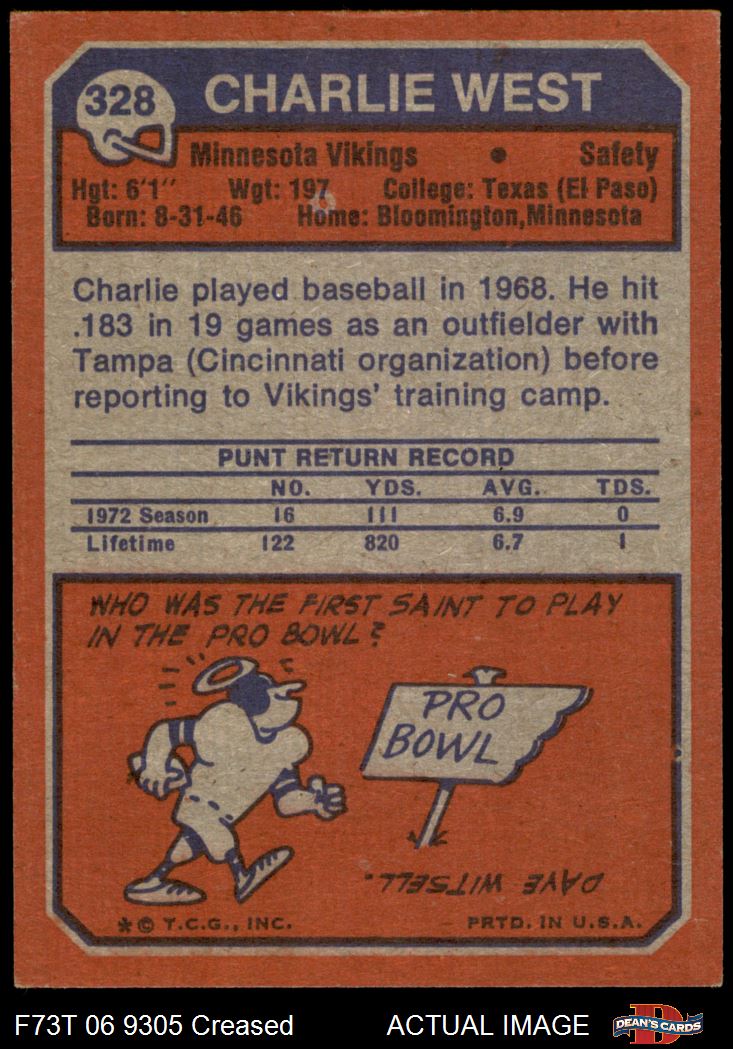 328 CHARLIE WEST
Minnesota Vikings • Safety
Hgt: 6'1" Wgt: 197 College: Texas (El Paso)
Born: 8-31-46 Home: Bloomington, Minnesota
Charlie played baseball in 1968. He hit
.183 in 19 games as an outfielder with
Tampa (Cincinnati organization) before
reporting to Vikings' training camp.
PUNT RETURN RECORD
NO. YDS. AVG. TDS.
1972 Season 16 111 6.9 0
Lifetime 122 820 6.7 1
WHO WAS THE FIRST SAINT TO PLAY
IN THE PRO BOWL?
PRO
BOWL
DAVE WITSELL.
* © T.C.G., INC. PRTD. IN U.S.A.
F73T 06 9305 Creased ACTUAL IMAGE DEAN'S CARDS